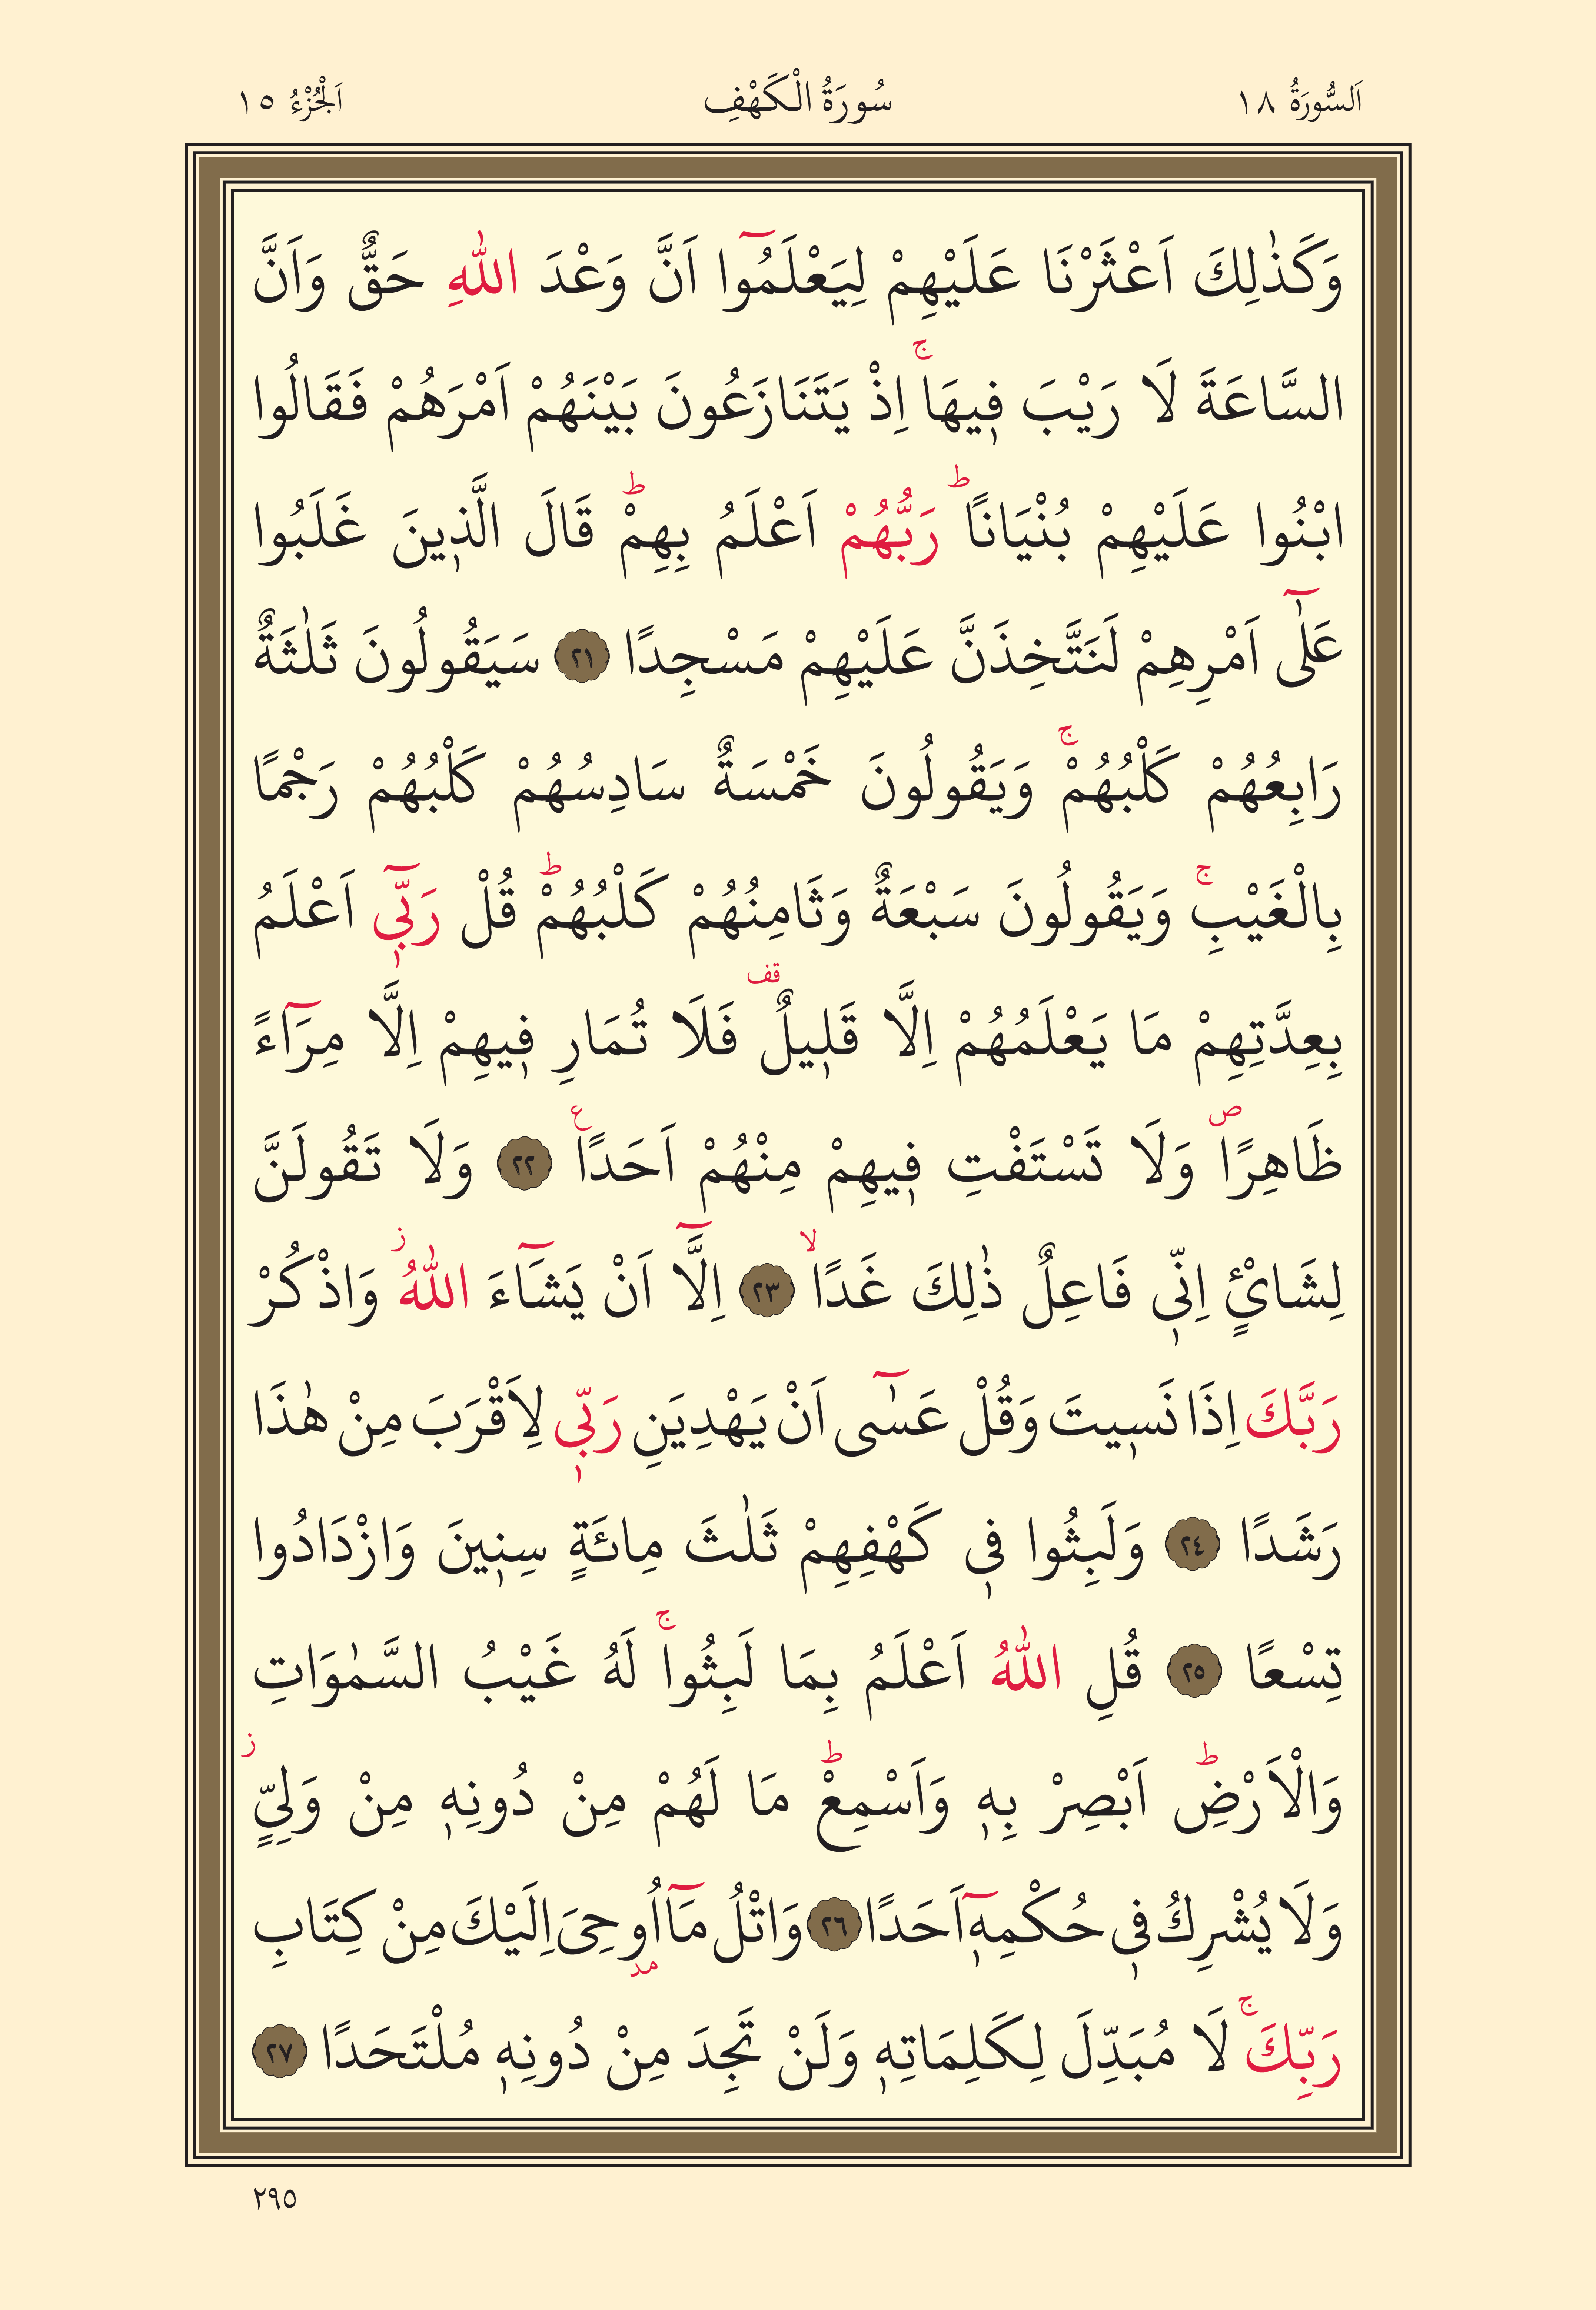 اَلسُّورَةُ ١٨ سُورَةُ الْكَهْفِ اَلْجُزْءُ ١٥
وَكَذٰلِكَ اَعْثَرْنَا عَلَيْهِمْ لِيَعْلَمُٓوا اَنَّ وَعْدَ اللّٰهِ حَقٌّ وَاَنَّ
السَّاعَةَ لَا رَيْبَ ف۪يهَاۚ اِذْ يَتَنَازَعُونَ بَيْنَهُمْ اَمْرَهُمْ فَقَالُوا
ابْنُوا عَلَيْهِمْ بُنْيَانًاۜ رَبُّهُمْ اَعْلَمُ بِهِمْۜ قَالَ الَّذ۪ينَ غَلَبُوا
عَلٰٓى اَمْرِهِمْ لَنَتَّخِذَنَّ عَلَيْهِمْ مَسْجِدًا ٢١ سَيَقُولُونَ ثَلٰثَةٌ
رَابِعُهُمْ كَلْبُهُمْۚ وَيَقُولُونَ خَمْسَةٌ سَادِسُهُمْ كَلْبُهُمْ رَجْمًا
بِالْغَيْبِۚ وَيَقُولُونَ سَبْعَةٌ وَثَامِنُهُمْ كَلْبُهُمْۜ قُلْ رَبّ۪ٓي اَعْلَمُ
بِعِدَّتِهِمْ مَا يَعْلَمُهُمْ اِلَّا قَل۪يلٌ قف فَلَا تُمَارِ ف۪يهِمْ اِلَّا مِرَٓاءً
ظَاهِرًا ص وَلَا تَسْتَفْتِ ف۪يهِمْ مِنْهُمْ اَحَدًا ع ٢٢ وَلَا تَقُولَنَّ
لِشَايْءٍ اِنّ۪ي فَاعِلٌ ذٰلِكَ غَدًاۙ ٢٣ اِلَّٓا اَنْ يَشَٓاءَ اللّٰهُ ز وَاذْكُرْ
رَبَّكَ اِذَا نَس۪يتَ وَقُلْ عَسٰٓى اَنْ يَهْدِيَنِ رَبّ۪ي لِاَقْرَبَ مِنْ هٰذَا
رَشَدًا ٢٤ وَلَبِثُوا ف۪ي كَهْفِهِمْ ثَلٰثَ مِائَةٍ سِن۪ينَ وَازْدَادُوا
تِسْعًا ٢٥ قُلِ اللّٰهُ اَعْلَمُ بِمَا لَبِثُواۚ لَهُ غَيْبُ السَّمٰوَاتِ
وَالْاَرْضِۜ اَبْصِرْ بِه۪ وَاَسْمِعْۜ مَا لَهُمْ مِنْ دُونِه۪ مِنْ وَلِيٍّ ز
وَلَا يُشْرِكُ ف۪ي حُكْمِه۪ٓ اَحَدًا ٢٦ وَاتْلُ مَٓا اُو۫حِيَ اِلَيْكَ مِنْ كِتَابِ
رَبِّكَۚ لَا مُبَدِّلَ لِكَلِمَاتِه۪ وَلَنْ تَجِدَ مِنْ دُونِه۪ مُلْتَحَدًا ٢٧
٢٩٥